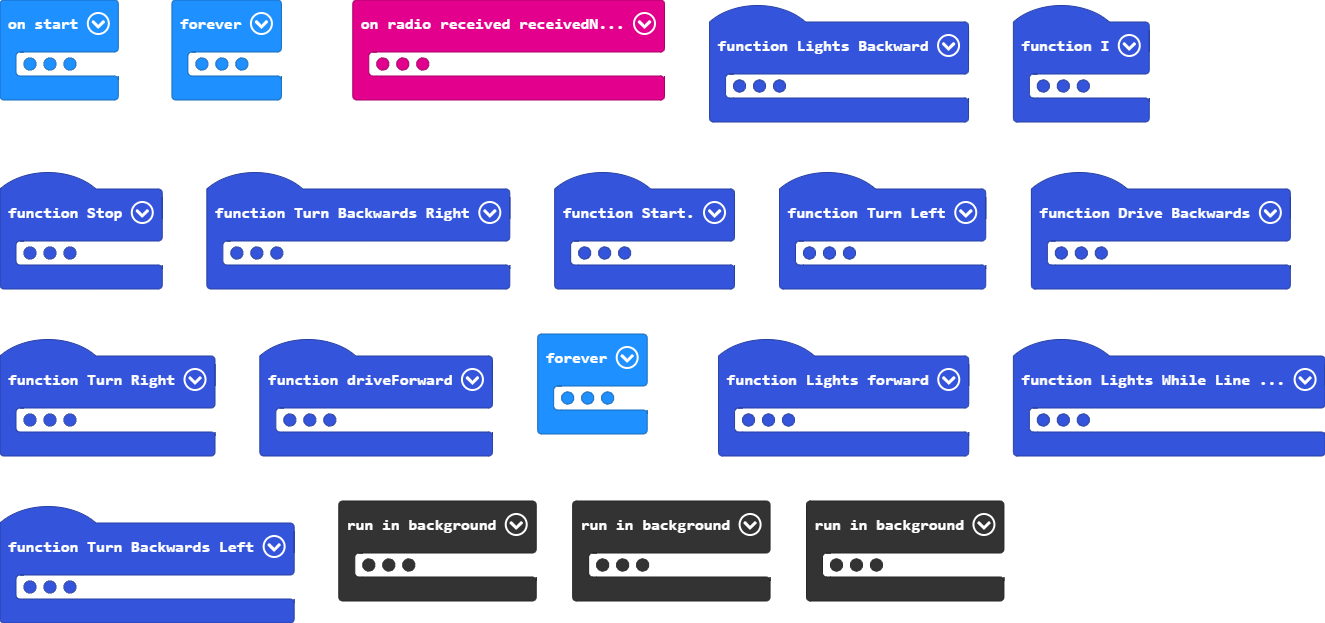 on start
forever
on radio received receivedN...
function Lights Backward
function I
function Stop
function Turn Backwards Right
function Start.
function Turn Left
function Drive Backwards
function Turn Right
function driveForward
forever
function Lights forward
function Lights While Line ...
function Turn Backwards Left
run in background
run in background
run in background